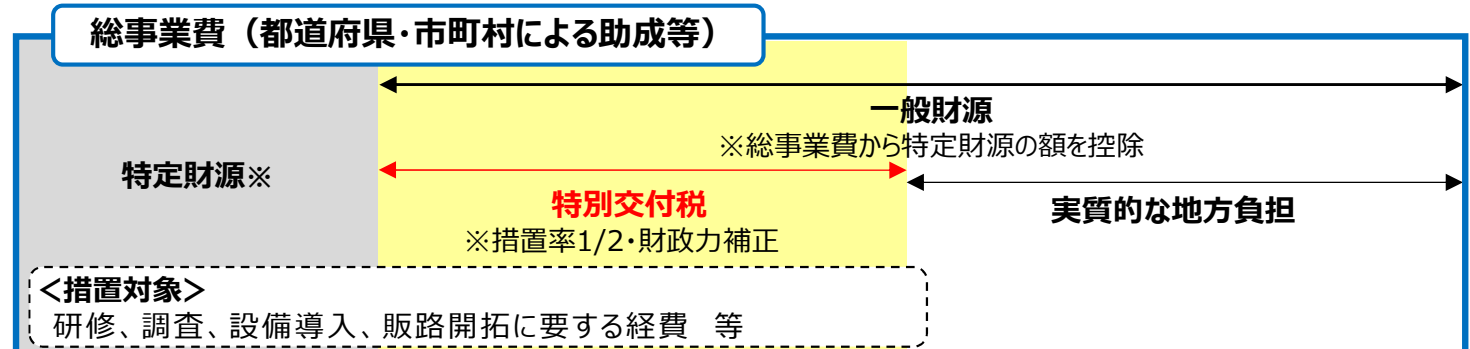 総事業費（都道府県・市町村による助成等）
一般財源
※総事業費から特定財源の額を控除
特定財源※
特別交付税
※措置率1/2・財政力補正
実質的な地方負担
＜措置対象＞
研修、調査、設備導入、販路開拓に要する経費 等